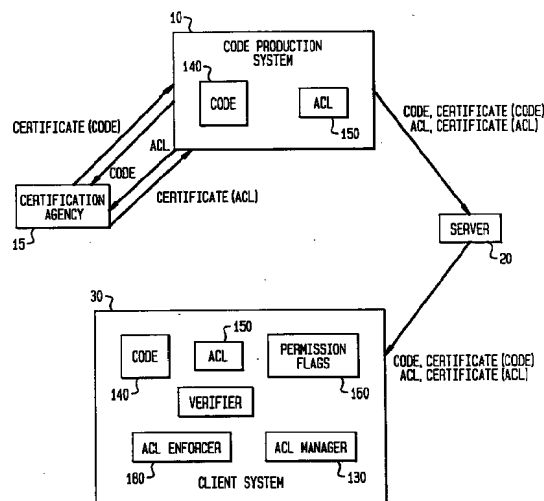 10
CODE PRODUCTION
SYSTEM
140
CODE
ACL
150
CERTIFICATE (CODE)
CODE
ACL
CERTIFICATE (ACL)
CERTIFICATION
AGENCY
15
CODE, CERTIFICATE (CODE)
ACL, CERTIFICATE (ACL)
SERVER
20
30
CODE, CERTIFICATE (CODE)
ACL, CERTIFICATE (ACL)
150
CODE
140
ACL
PERMISSION
FLAGS
160
VERIFIER
ACL ENFORCER
180
ACL MANAGER
130
CLIENT SYSTEM